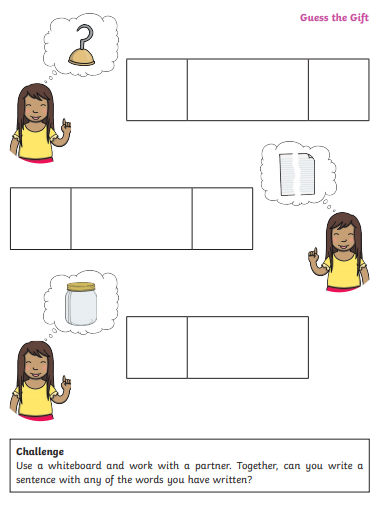 Guess the Gift
Challenge
Use a whiteboard and work with a partner. Together, can you write a
sentence with any of the words you have written?